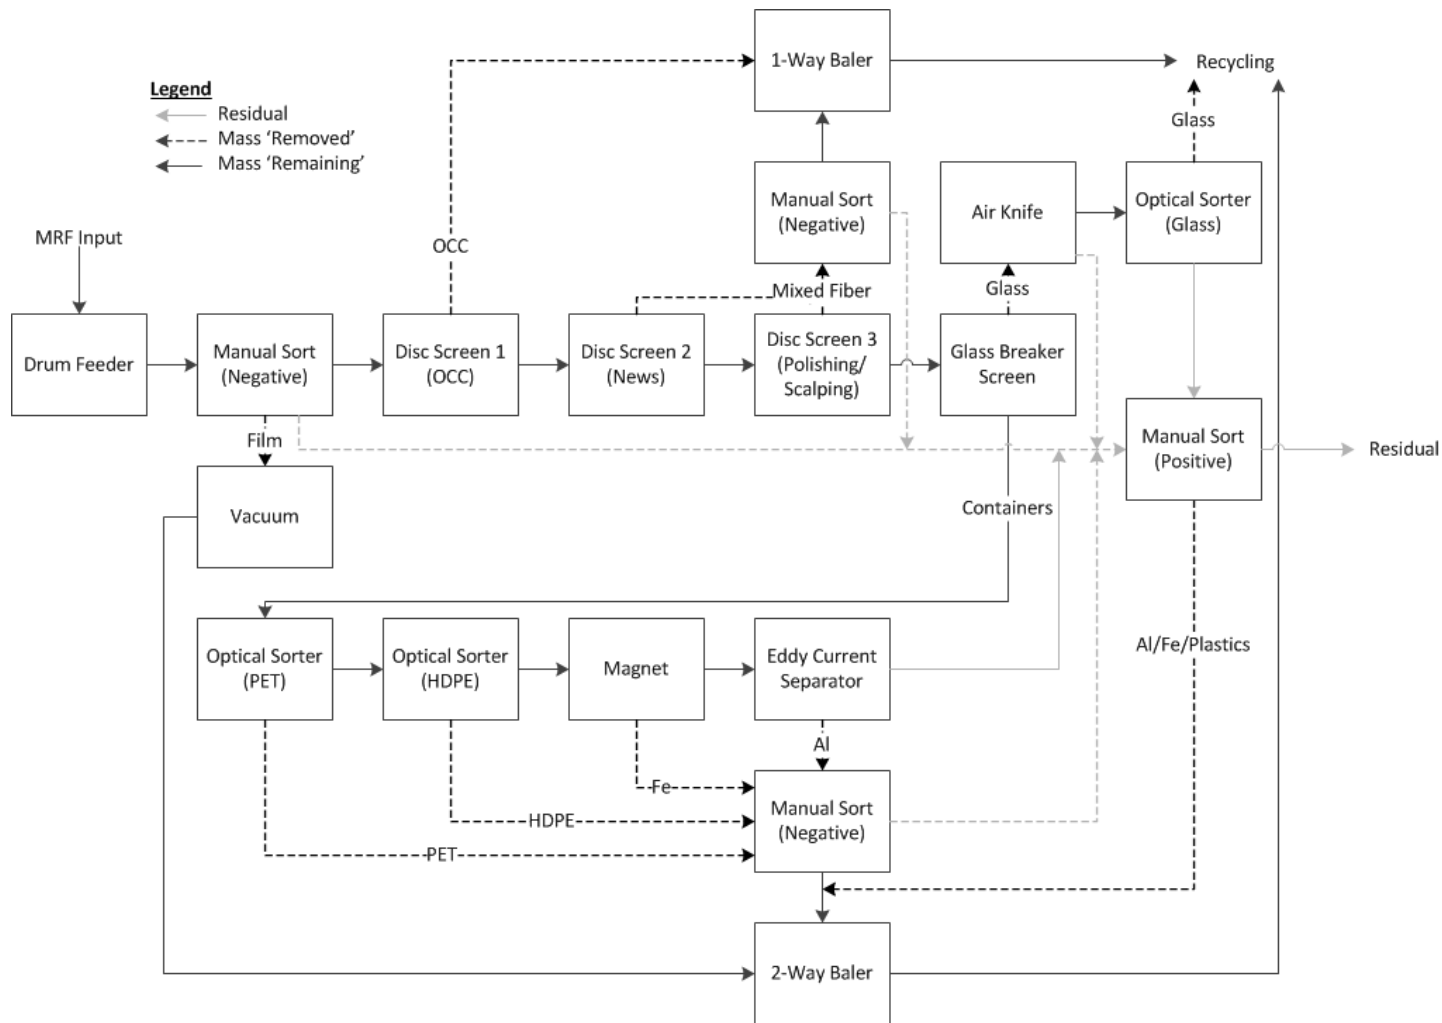 1-Way Baler
Recycling
Legend
Residual
Mass ‘Removed’
Mass ‘Remaining’
Glass
Manual Sort
(Negative)
Air Knife
Optical Sorter
(Glass)
MRF Input
OCC
Mixed Fiber
Glass
Drum Feeder
Manual Sort
(Negative)
Disc Screen 1
(OCC)
Disc Screen 2
(News)
Disc Screen 3
(Polishing/
Scalping)
Glass Breaker
Screen
Film
Manual Sort
(Positive)
Residual
Vacuum
Containers
Al/Fe/Plastics
Optical Sorter
(PET)
Optical Sorter
(HDPE)
Magnet
Eddy Current
Separator
Al
Fe
Manual Sort
(Negative)
HDPE
PET
2-Way Baler